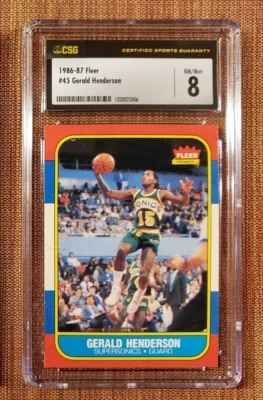 CSG
CERTIFIED SPORTS GUARANTY
1986-87 Fleer
#45 Gerald Henderson
NM/Mint
8
FLEER
PREMIER
SONICS
15
GERALD HENDERSON
SUPERSONICS • GUARD